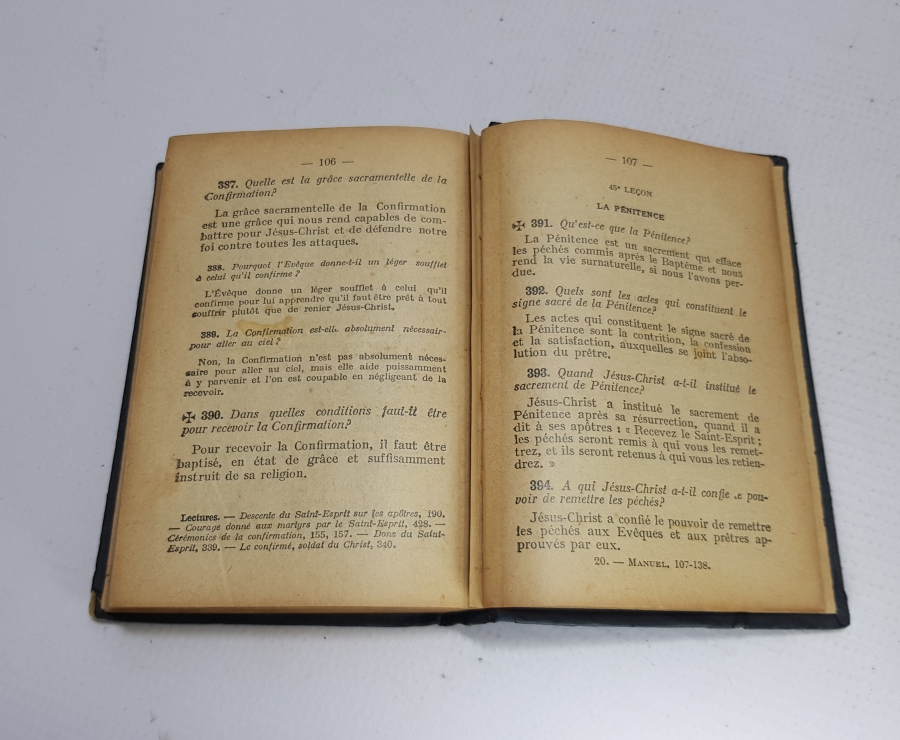 — 106 —
387. Quelle est la grâce sacramentelle de la
Confirmation?
La grâce sacramentelle de la Confirmation
est une grâce qui nous rend capables de com-
battre pour Jésus-Christ et de défendre notre
foi contre toutes les attaques.
388. Pourquoi l'Evêque donne-t-il un léger soufflet
à celui qu'il confirme ?
L'Évêque donne un léger soufflet à celui qu'il
confirme pour lui apprendre qu'il faut être prêt à tout
souffrir plutôt que de renier Jésus-Christ.
389. La Confirmation est-elle absolument nécessair-
pour aller au ciel ?
Non, la Confirmation n'est pas absolument néces-
saire pour aller au ciel, mais elle aide puissamment
à y parvenir et l'on est coupable en négligeant de la
recevoir.
✠ 390. Dans quelles conditions faut-il être
pour recevoir la Confirmation?
Pour recevoir la Confirmation, il faut être
baptisé, en état de grâce et suffisamment
instruit de sa religion.
Lectures. — Descente du Saint-Esprit sur les apôtres, 190.
— Courage donné aux martyrs par le Saint-Esprit, 428. —
Cérémonies de la confirmation, 155, 157. — Dons du Saint-
Esprit, 339. — Le confirmé, soldat du Christ, 340.
— 107 —
45e LEÇON
LA PÉNITENCE
✠ 391. Qu'est-ce que la Pénitence?
La Pénitence est un sacrement qui efface
les péchés commis après le Baptême et nous
rend la vie surnaturelle, si nous l'avons per-
due.
392. Quels sont les actes qui constituent le
signe sacré de la Pénitence?
Les actes qui constituent le signe sacré de
la Pénitence sont la contrition, la confession
et la satisfaction, auxquelles se joint l'abso-
lution du prêtre.
393. Quand Jésus-Christ a-t-il institué le
sacrement de Pénitence?
Jésus-Christ a institué le sacrement de
Pénitence après sa résurrection, quand il a
dit à ses apôtres : « Recevez le Saint-Esprit ;
les péchés seront remis à qui vous les remet-
trez, et ils seront retenus à qui vous les retien-
drez. »
394. A qui Jésus-Christ a-t-il confié le pou-
voir de remettre les péchés?
Jésus-Christ a confié le pouvoir de remettre
les péchés aux Evêques et aux prêtres ap-
prouvés par eux.
20. — MANUEL, 107-138.